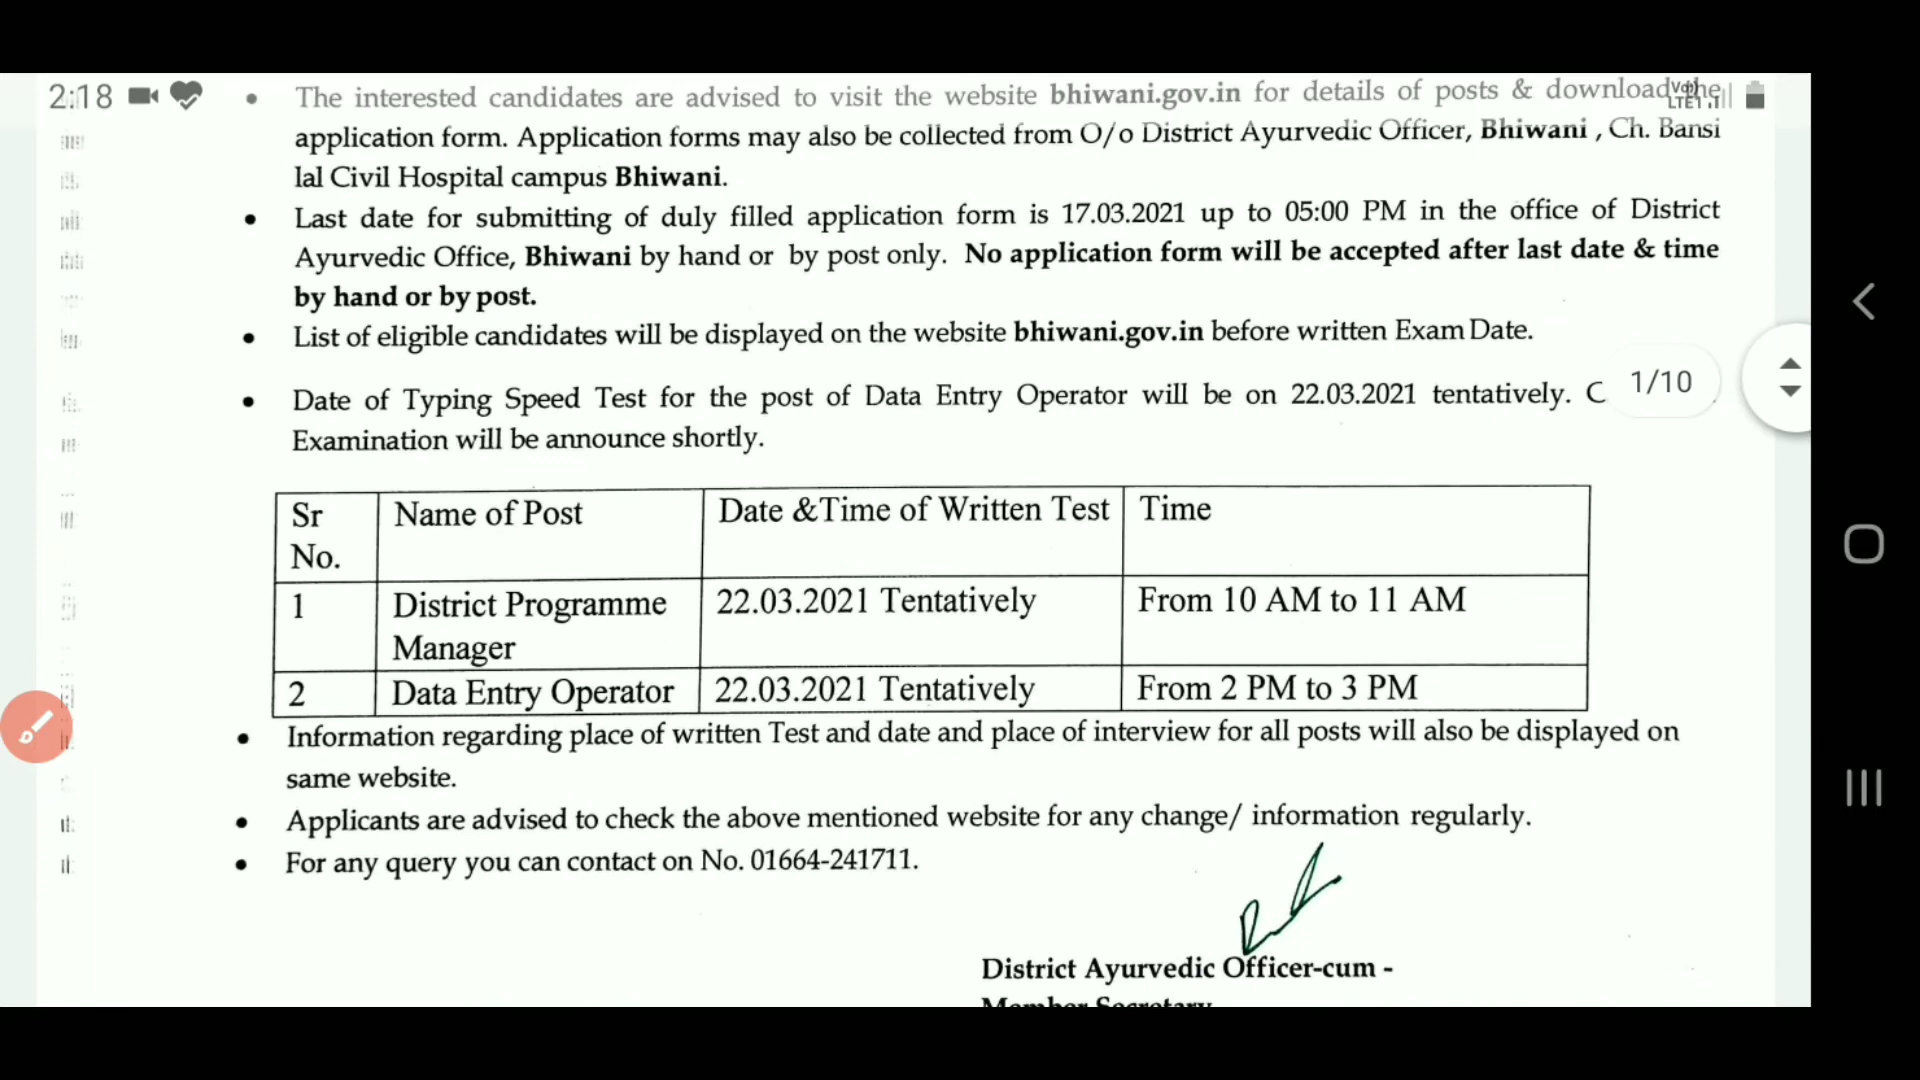 2:18
The interested candidates are advised to visit the website bhiwani.gov.in for details of posts & download the
application form. Application forms may also be collected from O/o District Ayurvedic Officer, Bhiwani , Ch. Bansi
lal Civil Hospital campus Bhiwani.
Last date for submitting of duly filled application form is 17.03.2021 up to 05:00 PM in the office of District
Ayurvedic Office, Bhiwani by hand or by post only. No application form will be accepted after last date & time
by hand or by post.
List of eligible candidates will be displayed on the website bhiwani.gov.in before written Exam Date.
Date of Typing Speed Test for the post of Data Entry Operator will be on 22.03.2021 tentatively. C
1/10
Examination will be announce shortly.
Sr No. Name of Post Date &Time of Written Test Time
1 District Programme Manager 22.03.2021 Tentatively From 10 AM to 11 AM
2 Data Entry Operator 22.03.2021 Tentatively From 2 PM to 3 PM
Information regarding place of written Test and date and place of interview for all posts will also be displayed on
same website.
Applicants are advised to check the above mentioned website for any change/ information regularly.
For any query you can contact on No. 01664-241711.
District Ayurvedic Officer-cum -
Member Secretary